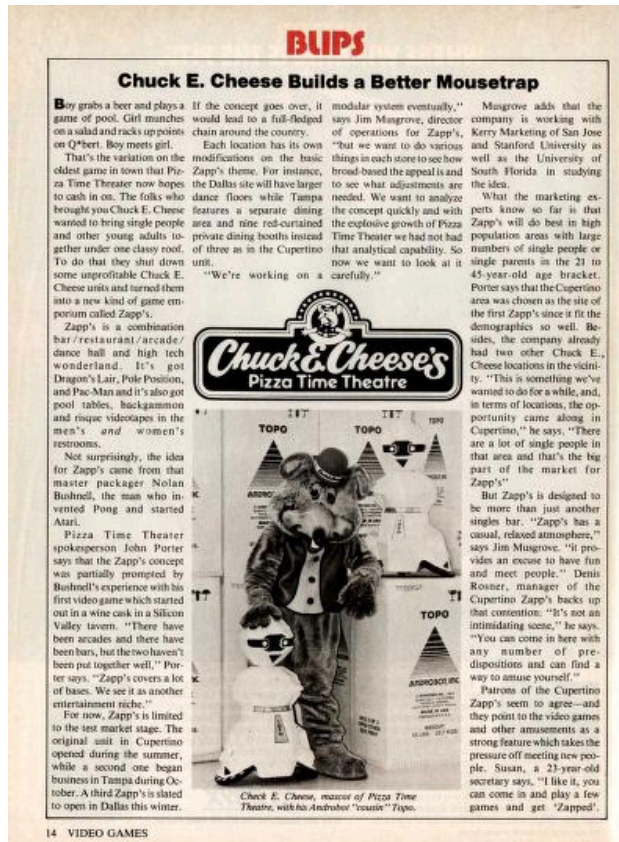 BLIPS
Chuck E. Cheese Builds a Better Mousetrap
Boy grabs a beer and plays a
game of pool. Girl munches
on a salad and racks up points
on Q*bert. Boy meets girl.
That's the variation on the
oldest game in town that Piz-
za Time Threater now hopes
to cash in on. The folks who
brought you Chuck E. Cheese
wanted to bring single people
and other young adults to-
gether under one classy roof.
To do that they shut down
some unprofitable Chuck E.
Cheese units and turned them
into a new kind of game em-
porium called Zapp's.
Zapp's is a combination
bar/restaurant/arcade/
dance hall and high tech
wonderland. It's got
Dragon's Lair, Pole Position,
and Pac-Man and it's also got
pool tables, backgammon
and risque videotapes in the
men's and women's
restrooms.
Not surprisingly, the idea
for Zapp's came from that
master packager Nolan
Bushnell, the man who in-
vented Pong and started
Atari.
Pizza Time Theater
spokesperson John Porter
says that the Zapp's concept
was partially prompted by
Bushnell's experience with his
first video game which started
out in a wine cask in a Silicon
Valley tavern. "There have
been arcades and there have
been bars, but the two haven't
been put together well," Por-
ter says. "Zapp's covers a lot
of bases. We see it as another
entertainment niche."
For now, Zapp's is limited
to the test market stage. The
original unit in Cupertino
opened during the summer,
while a second one began
business in Tampa during Oc-
tober. A third Zapp's is slated
to open in Dallas this winter.
If the concept goes over, it
would lead to a full-fledged
chain around the country.
Each location has its own
modifications on the basic
Zapp's theme. For instance,
the Dallas site will have larger
dance floors while Tampa
features a separate dining
area and nine red-curtained
private dining booths instead
of three as in the Cupertino
unit.
"We're working on a
modular system eventually,"
says Jim Musgrove, director
of operations for Zapp's,
"but we want to do various
things in each store to see how
broad-based the appeal is and
to see what adjustments are
needed. We want to analyze
the concept quickly and with
the explosive growth of Pizza
Time Theater we had not had
that analytical capability. So
now we want to look at it
carefully."
Chuck E. Cheese's
Pizza Time Theatre
TOPO
TOPO
TOPO
TOPO
ANDROBOT INC.
Chuck E. Cheese, mascot of Pizza Time
Theatre, with his Androbot "cousin" Topo.
Musgrove adds that the
company is working with
Kerry Marketing of San Jose
and Stanford University as
well as the University of
South Florida in studying
the idea.
What the marketing ex-
perts know so far is that
Zapp's will do best in high
population areas with large
numbers of single people or
single parents in the 21 to
45-year-old age bracket.
Porter says that the Cupertino
area was chosen as the site of
the first Zapp's since it fit the
demographics so well. Be-
sides, the company already
had two other Chuck E.,
Cheese locations in the vicini-
ty. "This is something we've
wanted to do for a while, and,
in terms of locations, the op-
portunity came along in
Cupertino," he says. "There
are a lot of single people in
that area and that's the big
part of the market for
Zapp's"
But Zapp's is designed to
be more than just another
singles bar. "Zapp's has a
casual, relaxed atmosphere,"
says Jim Musgrove. "it pro-
vides an excuse to have fun
and meet people." Denis
Rosner, manager of the
Cupertino Zapp's backs up
that contention: "It's not an
intimidating scene," he says.
"You can come in here with
any number of pre-
dispositions and can find a
way to amuse yourself."
Patrons of the Cupertino
Zapp's seem to agree—and
they point to the video games
and other amusements as a
strong feature which takes the
pressure off meeting new peo-
ple. Susan, a 23-year-old
secretary says, "I like it, you
can come in and play a few
games and get 'Zapped'.
14 VIDEO GAMES